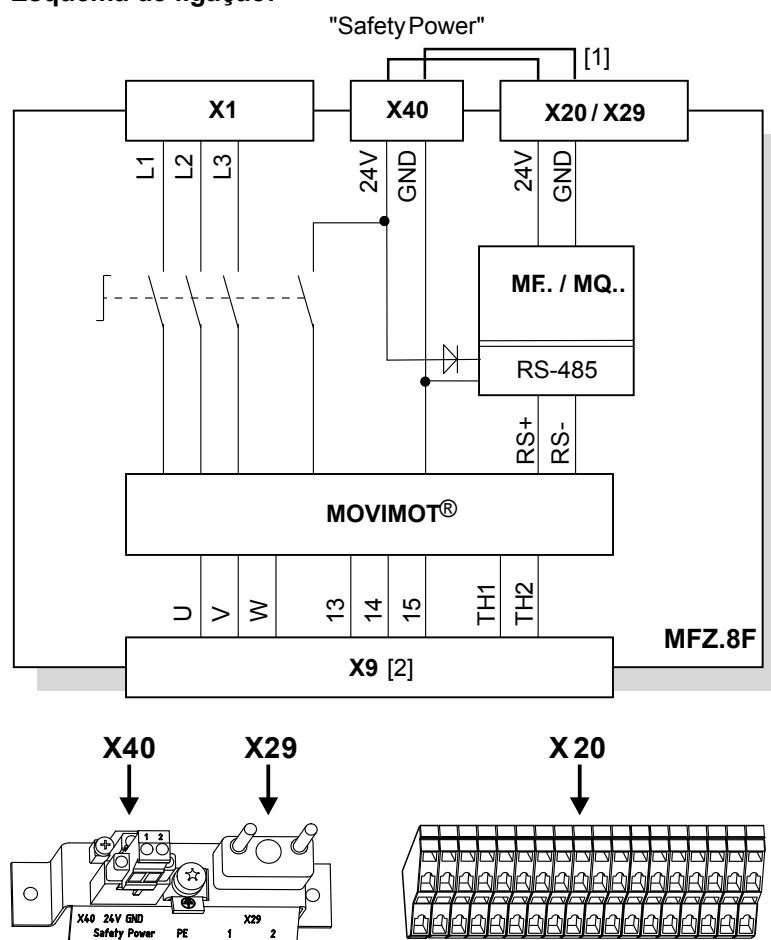 Esquema de ligação:
"Safety Power"
[1]
X1
X40
X20 / X29
L1
L2
L3
24V
GND
24V
GND
MF.. / MQ..
RS-485
RS+
RS-
MOVIMOT®
U
V
W
13
14
15
TH1
TH2
MFZ.8F
X9 [2]
X40
X29
X 20
1 2
X40 24V GND
X29
Safety Power
PE
1
2